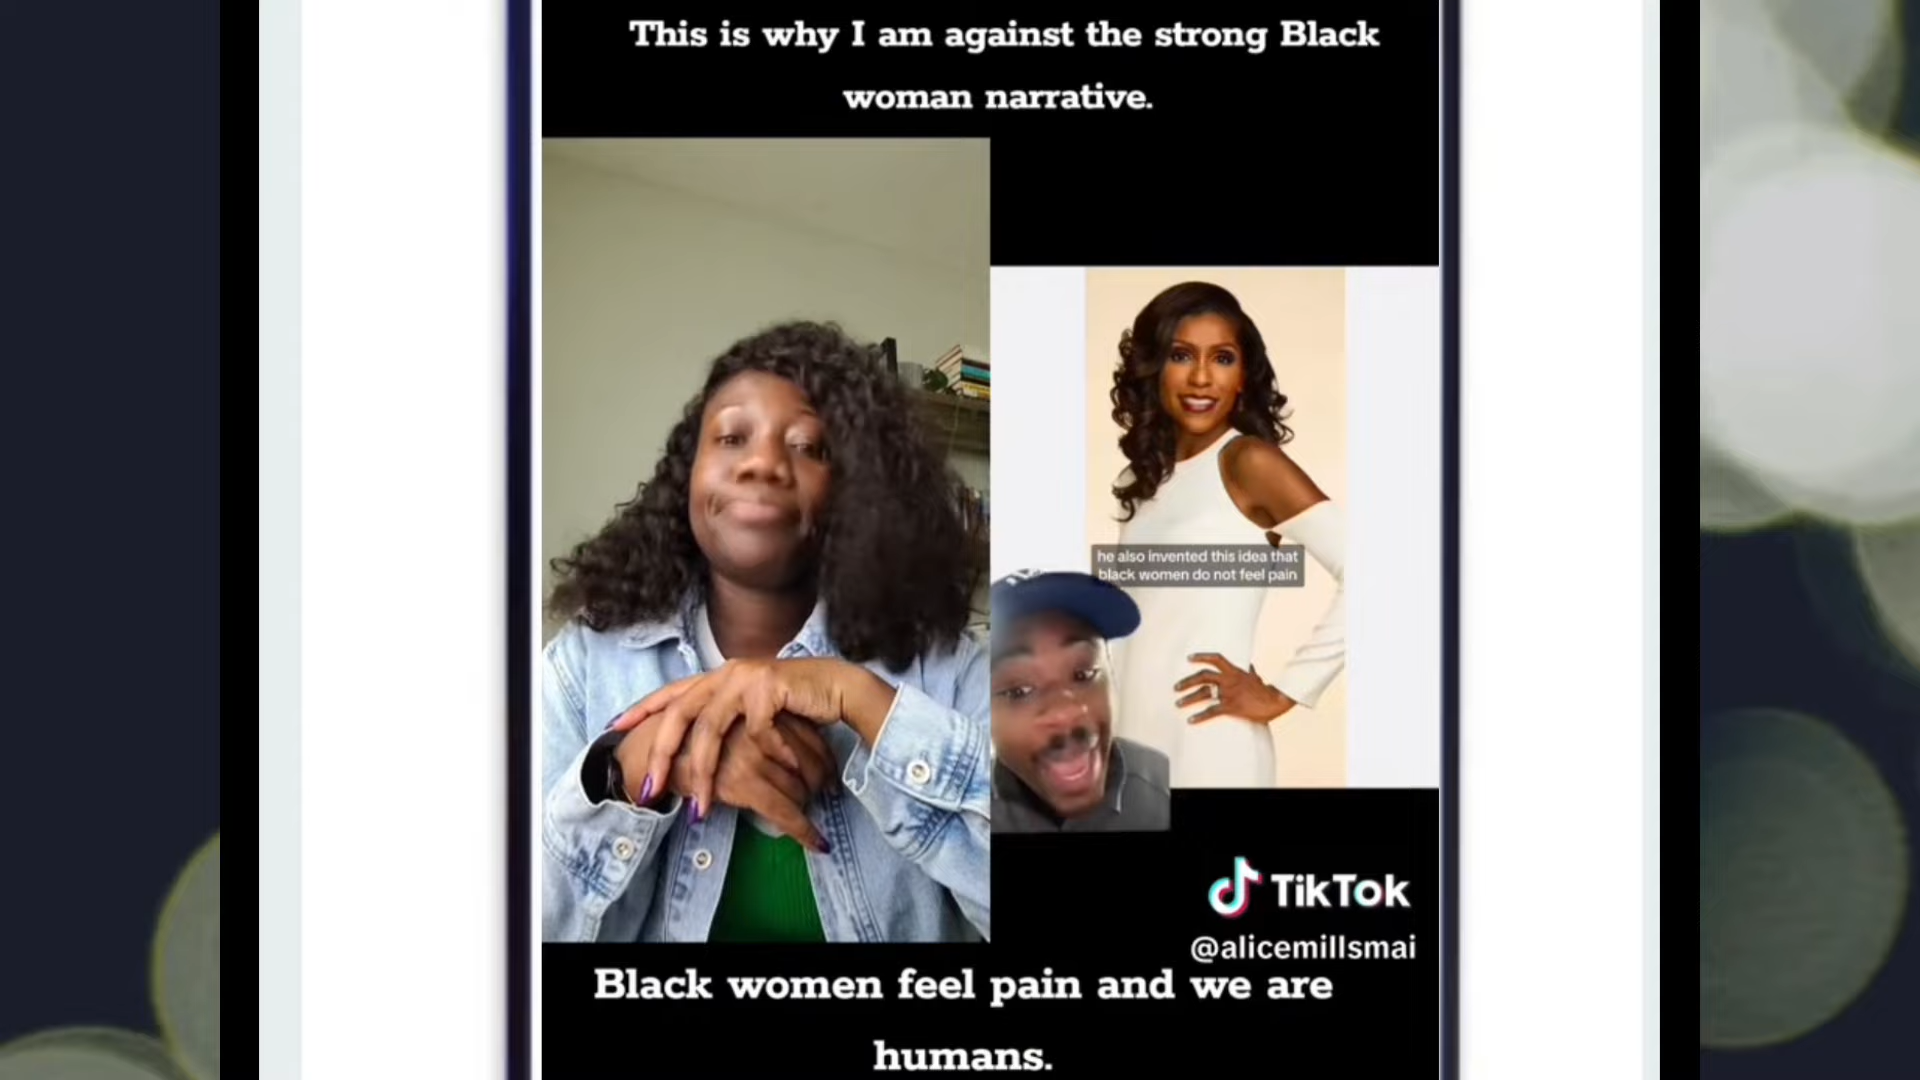 This is why I am against the strong Black
woman narrative.
he also invented this idea that
black women do not feel pain
TikTok
@alicemillsmai
Black women feel pain and we are
humans.